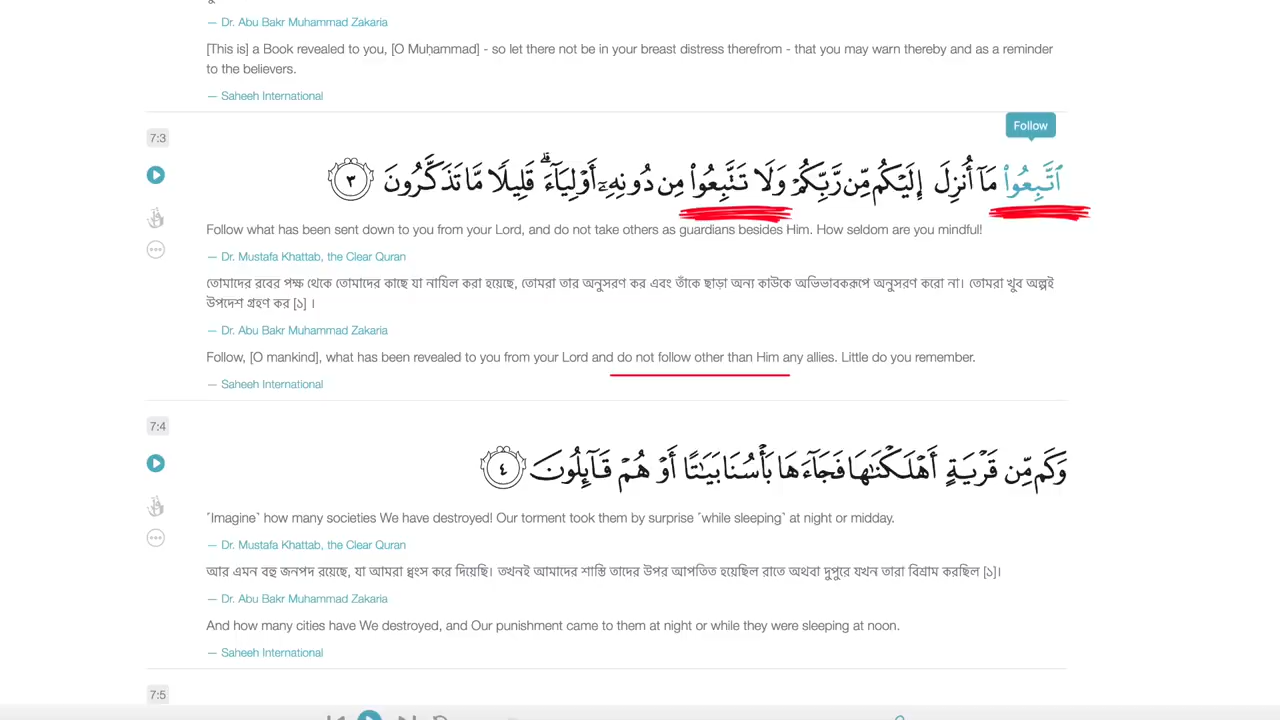 — Dr. Abu Bakr Muhammad Zakaria
[This is] a Book revealed to you, [O Muḥammad] - so let there not be in your breast distress therefrom - that you may warn thereby and as a reminder
to the believers.
— Saheeh International
Follow
7:3
ٱتَّبِعُوا۟ مَآ أُنزِلَ إِلَيْكُم مِّن رَّبِّكُمْ وَلَا تَتَّبِعُوا۟ مِن دُونِهِۦٓ أَوْلِيَآءَ ۗ قَلِيلًا مَّا تَذَكَّرُونَ ٣
Follow what has been sent down to you from your Lord, and do not take others as guardians besides Him. How seldom are you mindful!
— Dr. Mustafa Khattab, the Clear Quran
তোমাদের রবের পক্ষ থেকে তোমাদের কাছে যা নাযিল করা হয়েছে, তোমরা তার অনুসরণ কর এবং তাঁকে ছাড়া অন্য কাউকে অভিভাবকরূপে অনুসরণ করো না। তোমরা খুব অল্পই
উপদেশ গ্রহণ কর [১] ।
— Dr. Abu Bakr Muhammad Zakaria
Follow, [O mankind], what has been revealed to you from your Lord and do not follow other than Him any allies. Little do you remember.
— Saheeh International
7:4
وَكَم مِّن قَرْيَةٍ أَهْلَكْنَـٰهَا فَجَآءَهَا بَأْسُنَا بَيَـٰتًا أَوْ هُمْ قَآئِلُونَ ٤
˹Imagine˺ how many societies We have destroyed! Our torment took them by surprise ˹while sleeping˺ at night or midday.
— Dr. Mustafa Khattab, the Clear Quran
আর এমন বহু জনপদ রয়েছে, যা আমরা ধ্বংস করে দিয়েছি। তখনই আমাদের শাস্তি তাদের উপর আপতিত হয়েছিল রাতে অথবা দুপুরে যখন তারা বিশ্রাম করছিল [১]।
— Dr. Abu Bakr Muhammad Zakaria
And how many cities have We destroyed, and Our punishment came to them at night or while they were sleeping at noon.
— Saheeh International
7:5